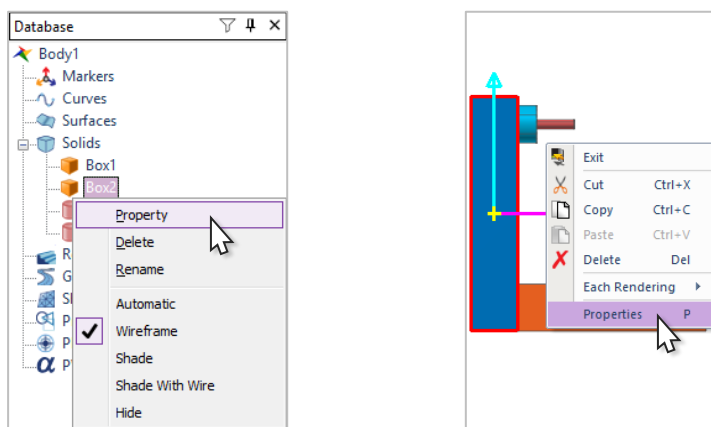 Database
Body1
Markers
Curves
Surfaces
Solids
Box1
Box2
Property
Delete
Rename
Automatic
Wireframe
Shade
Shade With Wire
Hide
R
G
Sl
P
P
P
Exit
Cut Ctrl+X
Copy Ctrl+C
Paste Ctrl+V
Delete Del
Each Rendering
Properties P